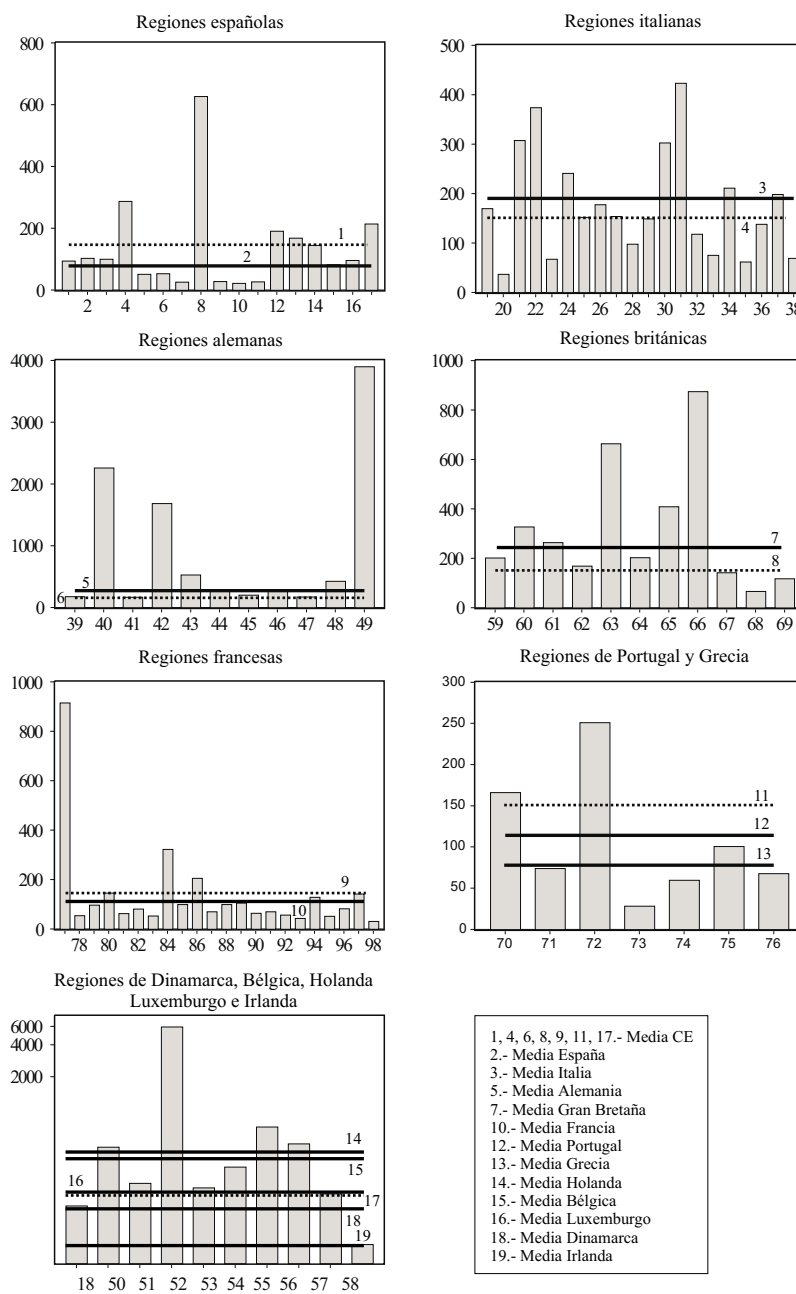 Regiones españolas
800
600
400
200
0
1
2
2 4 6 8 10 12 14 16
Regiones italianas
500
400
300
200
100
0
3
4
20 22 24 26 28 30 32 34 36 38
Regiones alemanas
4000
3000
2000
1000
0
5
6
39 40 41 42 43 44 45 46 47 48 49
Regiones británicas
1000
800
600
400
200
0
7
8
59 60 61 62 63 64 65 66 67 68 69
Regiones francesas
1000
800
600
400
200
0
9
10
78 80 82 84 86 88 90 92 94 96 98
Regiones de Portugal y Grecia
300
250
200
150
100
50
0
11
12
13
70 71 72 73 74 75 76
Regiones de Dinamarca, Bélgica, Holanda
Luxemburgo e Irlanda
6000
2000
14
15
16
17
18
19
18 50 51 52 53 54 55 56 57 58
1, 4, 6, 8, 9, 11, 17.- Media CE
2.- Media España
3.- Media Italia
5.- Media Alemania
7.- Media Gran Bretaña
10.- Media Francia
12.- Media Portugal
13.- Media Grecia
14.- Media Holanda
15.- Media Bélgica
16.- Media Luxemburgo
18.- Media Dinamarca
19.- Media Irlanda